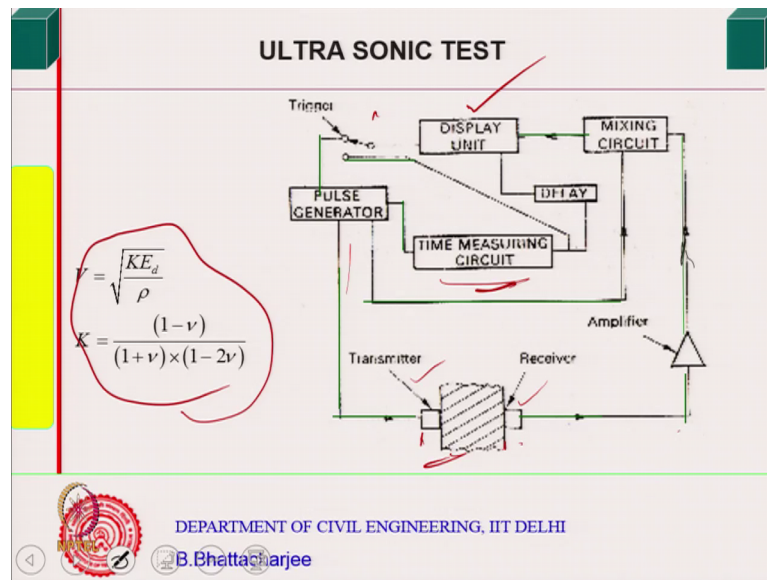 ULTRA SONIC TEST
Trigger
DISPLAY
UNIT
MIXING
CIRCUIT
DELAY
PULSE
GENERATOR
TIME MEASURING
CIRCUIT
V = √(KE_d / ρ)
K = (1−ν) / ((1+ν)×(1−2ν))
Amplifier
Transmitter
Receiver
DEPARTMENT OF CIVIL ENGINEERING, IIT DELHI
NPTEL
B.Bhattacharjee